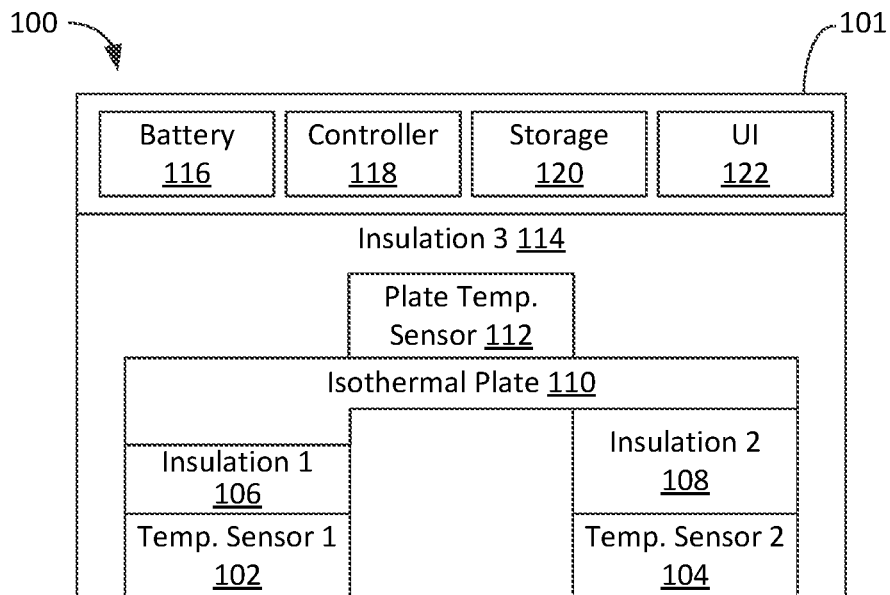 100
101
Battery
116
Controller
118
Storage
120
UI
122
Insulation 3 114
Plate Temp.
Sensor 112
Isothermal Plate 110
Insulation 1
106
Insulation 2
108
Temp. Sensor 1
102
Temp. Sensor 2
104